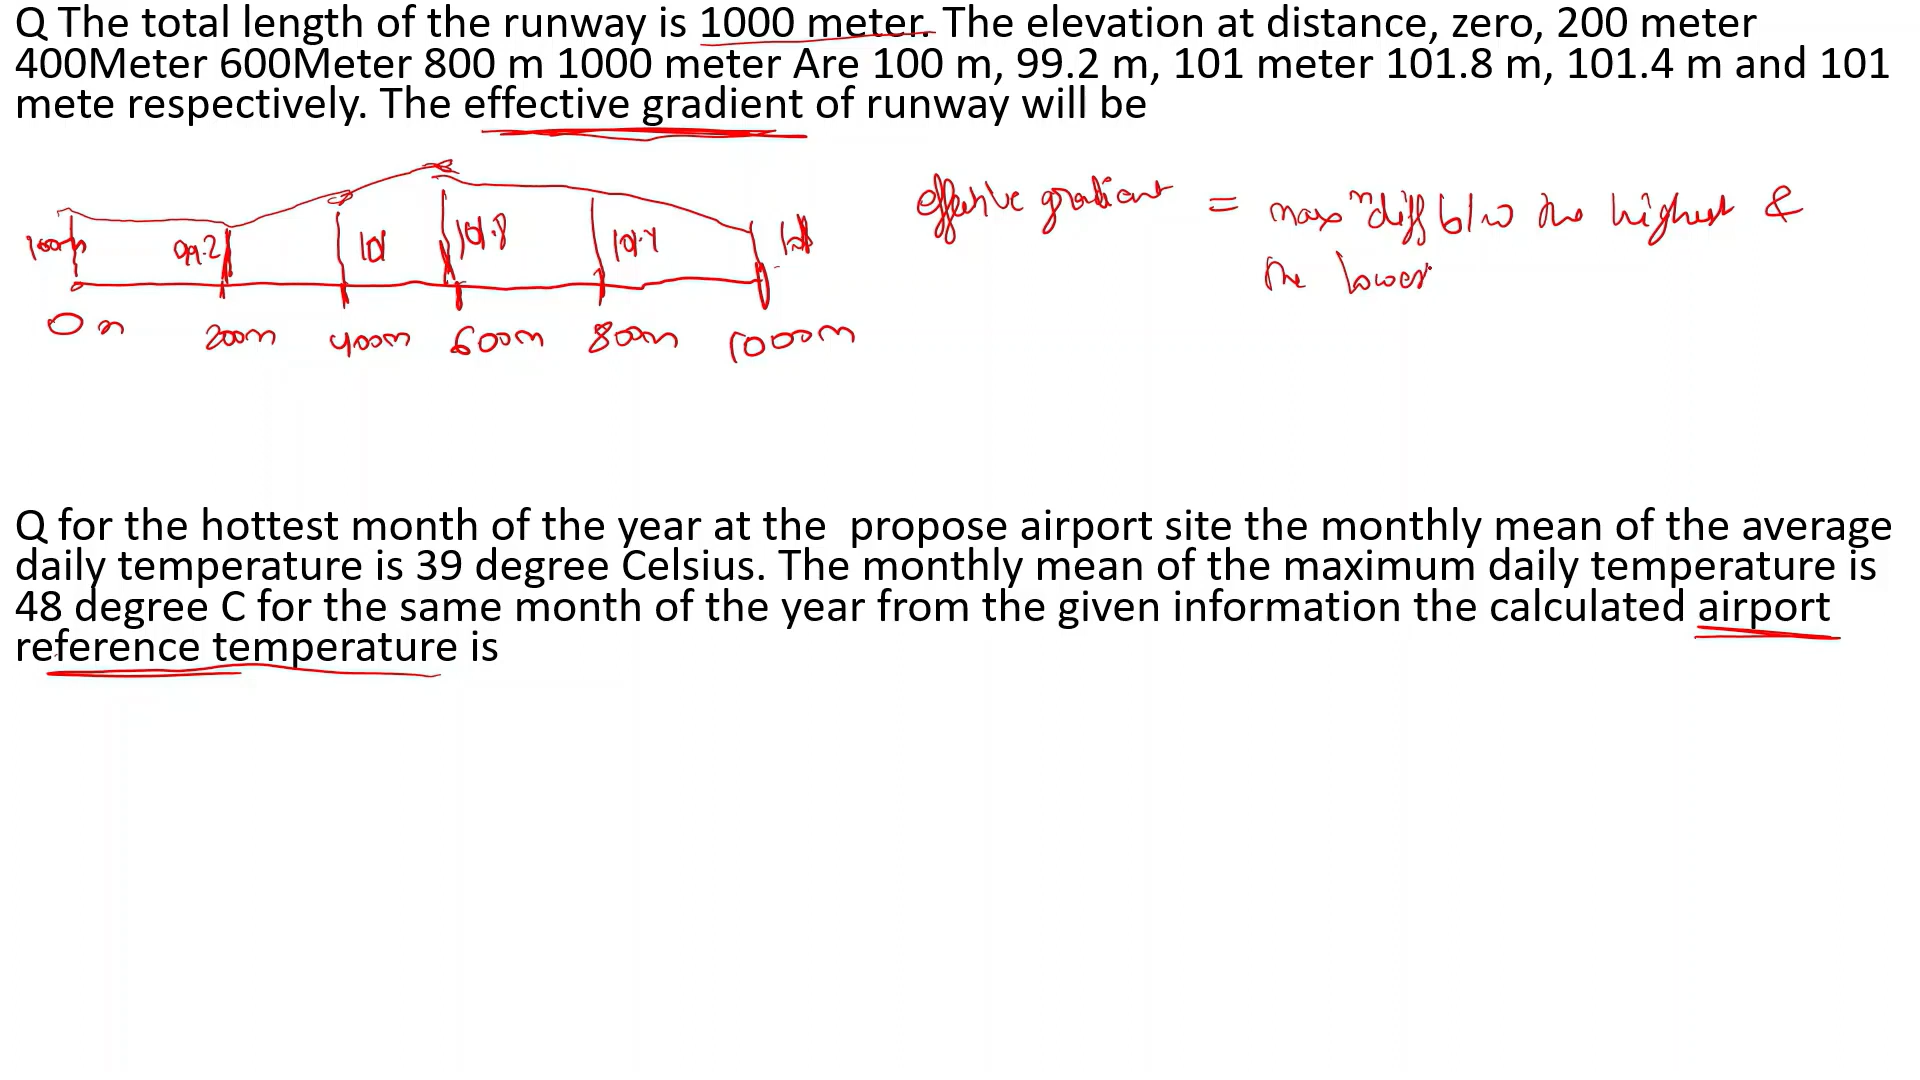 Q The total length of the runway is 1000 meter. The elevation at distance, zero, 200 meter
400Meter 600Meter 800 m 1000 meter Are 100 m, 99.2 m, 101 meter 101.8 m, 101.4 m and 101
mete respectively. The effective gradient of runway will be
effective gradient = maxm diff b/w the highest &
the lower
100m 99.2 101 101.8 101.4
0 m 200m 400m 600m 800m 1000m
Q for the hottest month of the year at the propose airport site the monthly mean of the average
daily temperature is 39 degree Celsius. The monthly mean of the maximum daily temperature is
48 degree C for the same month of the year from the given information the calculated airport
reference temperature is